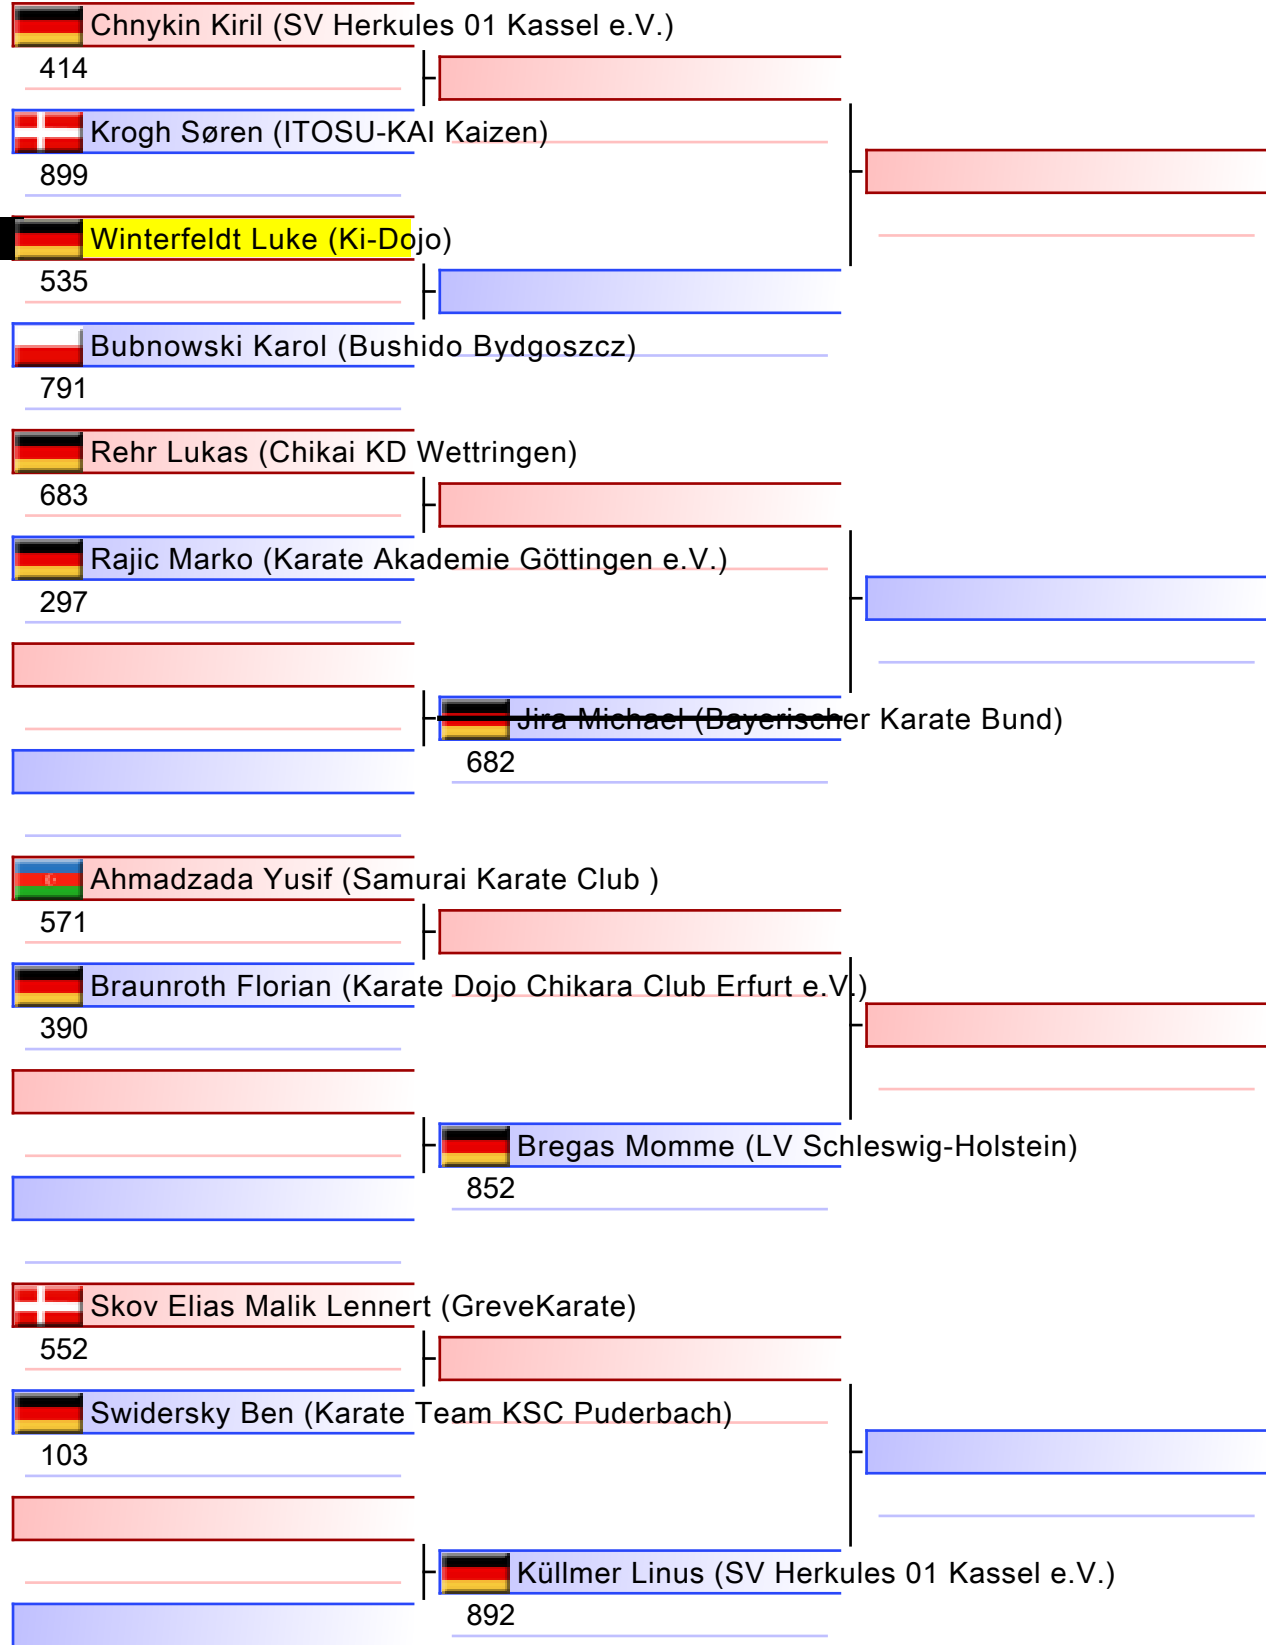 Chnykin Kiril (SV Herkules 01 Kassel e.V.)
414
Krogh Søren (ITOSU-KAI Kaizen)
899
Winterfeldt Luke (Ki-Dojo)
535
Bubnowski Karol (Bushido Bydgoszcz)
791
Rehr Lukas (Chikai KD Wettringen)
683
Rajic Marko (Karate Akademie Göttingen e.V.)
297
Jira Michael (Bayerischer Karate Bund)
682
Ahmadzada Yusif (Samurai Karate Club )
571
Braunroth Florian (Karate Dojo Chikara Club Erfurt e.V.)
390
Bregas Momme (LV Schleswig-Holstein)
852
Skov Elias Malik Lennert (GreveKarate)
552
Swidersky Ben (Karate Team KSC Puderbach)
103
Küllmer Linus (SV Herkules 01 Kassel e.V.)
892